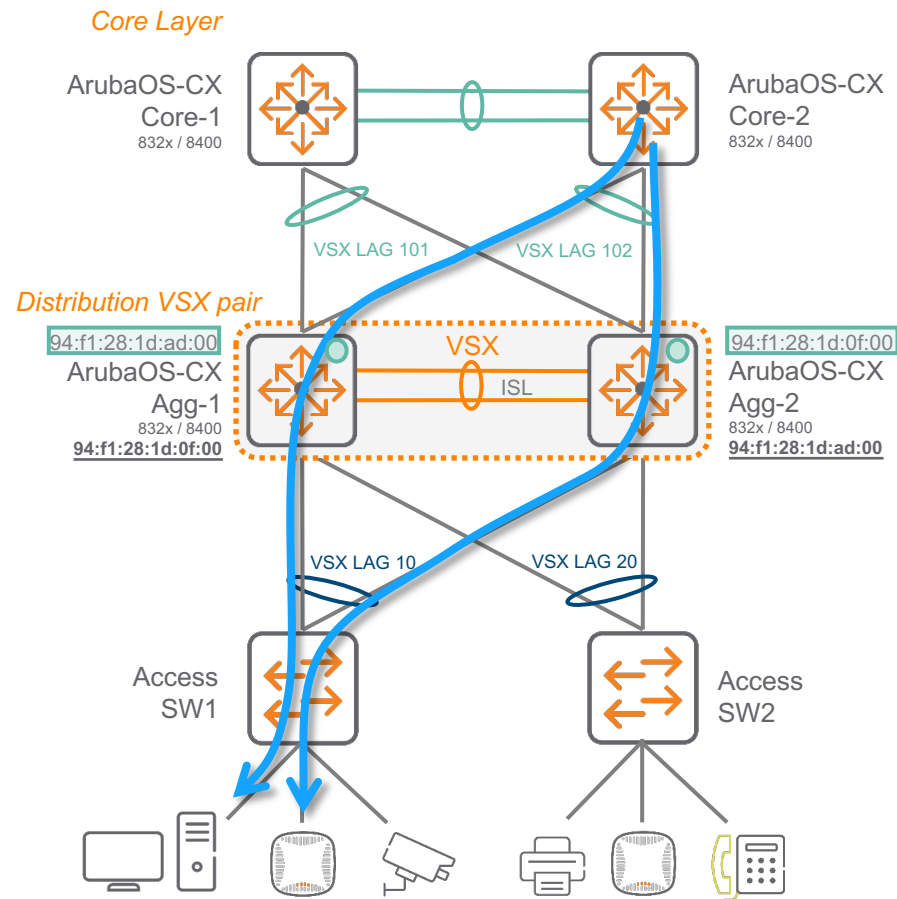 Core Layer
ArubaOS-CX
Core-1
832x / 8400
ArubaOS-CX
Core-2
832x / 8400
VSX LAG 101
VSX LAG 102
Distribution VSX pair
94:f1:28:1d:ad:00
ArubaOS-CX
Agg-1
832x / 8400
94:f1:28:1d:0f:00
VSX
ISL
94:f1:28:1d:0f:00
ArubaOS-CX
Agg-2
832x / 8400
94:f1:28:1d:ad:00
VSX LAG 10
VSX LAG 20
Access
SW1
Access
SW2